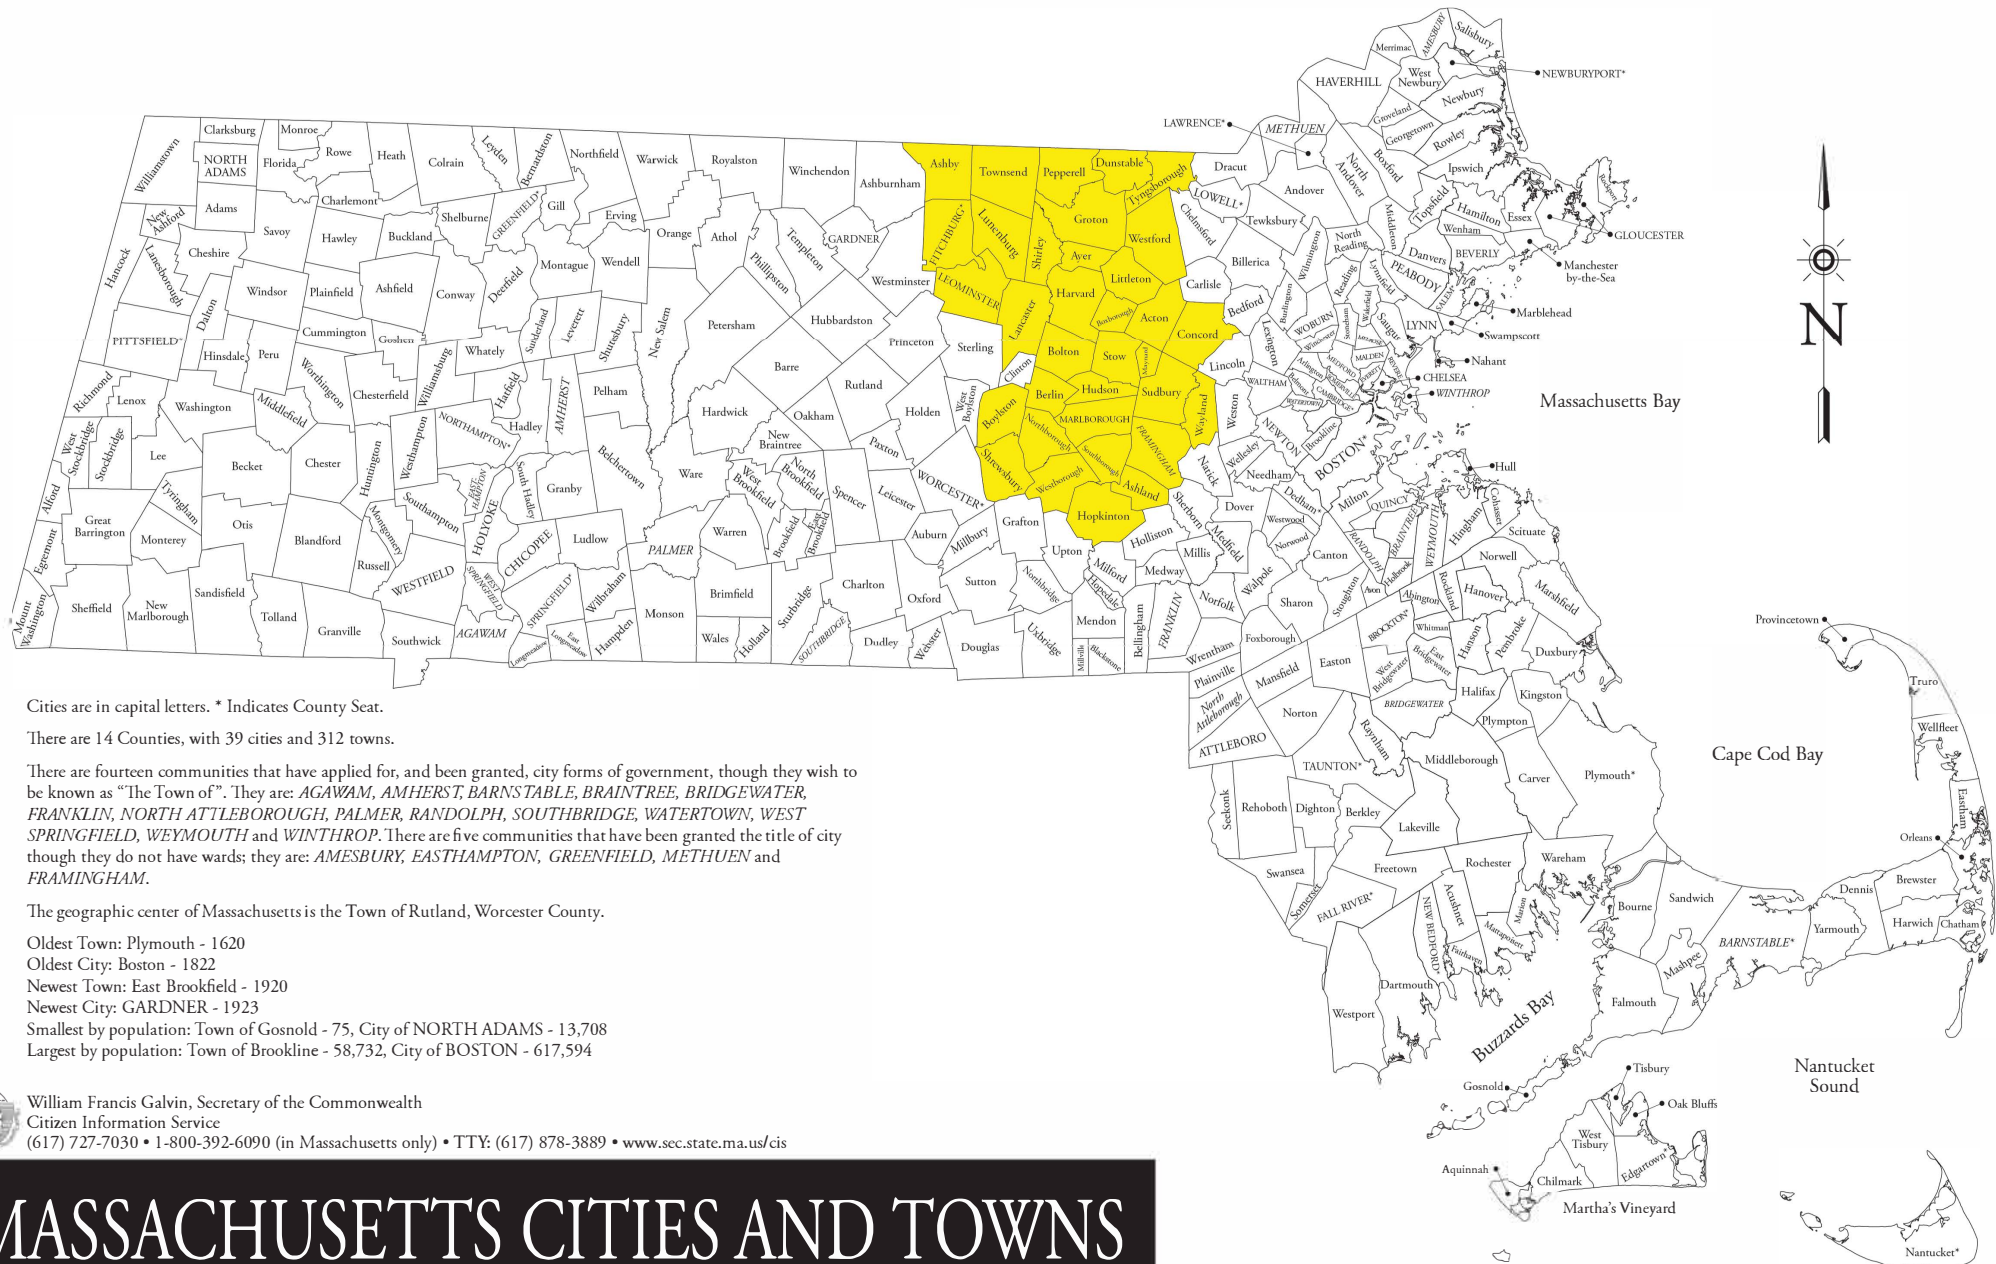 Salisbury
AMESBURY
Merrimac
NEWBURYPORT*
West
Newbury
HAVERHILL
Newbury
Groveland
Georgetown
Rowley
LAWRENCE*
METHUEN
Boxford
Ipswich
North
Andover
Clarksburg
Monroe
Rowe
Heath
Colrain
Leyden
Bernardston
Northfield
Warwick
Royalston
Winchendon
Ashburnham
Ashby
Townsend
Pepperell
Dunstable
Tyngsborough
Dracut
Andover
Topsfield
Hamilton
Essex
Rockport
Williamstown
NORTH
ADAMS
Florida
Charlemont
Shelburne
GREENFIELD*
Gill
Erving
LOWELL*
Tewksbury
Middleton
Wenham
GLOUCESTER
New
Ashford
Adams
Savoy
Hawley
Buckland
Orange
Athol
Phillipston
Templeton
GARDNER
Westminster
FITCHBURG*
Lunenburg
Shirley
Groton
Ayer
Westford
Chelmsford
Billerica
Wilmington
North
Reading
Danvers
BEVERLY
Manchester
by-the-Sea
Hancock
Lanesborough
Cheshire
Windsor
Plainfield
Ashfield
Conway
Deerfield
Montague
Wendell
LEOMINSTER
Littleton
Harvard
Carlisle
Bedford
Burlington
Reading
Lynnfield
PEABODY
SALEM*
Marblehead
PITTSFIELD*
Dalton
Hinsdale
Peru
Cummington
Goshen
Williamsburg
Whately
Sunderland
Leverett
Shutesbury
New Salem
Petersham
Hubbardston
Princeton
Sterling
Lancaster
Boxborough
Acton
Concord
Lexington
WOBURN
Winchester
Stoneham
Wakefield
MELROSE
Saugus
LYNN
Swampscott
Nahant
Richmond
Lenox
Washington
Middlefield
Worthington
Chesterfield
Hatfield
AMHERST
Pelham
Barre
Rutland
Holden
West
Boylston
Clinton
Bolton
Stow
Maynard
Lincoln
WALTHAM
Arlington
Belmont
MEDFORD
MALDEN
EVERETT
REVERE
SOMERVILLE
CAMBRIDGE*
WATERTOWN
CHELSEA
WINTHROP
Massachusetts Bay
N
West
Stockbridge
Stockbridge
Lee
Becket
Chester
Huntington
Westhampton
NORTHAMPTON*
Hadley
Hardwick
New
Braintree
Oakham
Paxton
Boylston
Berlin
Hudson
MARLBOROUGH
Northborough
Sudbury
Wayland
Weston
NEWTON
Brookline
BOSTON*
Alford
Great
Barrington
Tyringham
Monterey
Otis
Blandford
Montgomery
Southampton
EAST-
HAMPTON
HOLYOKE
South Hadley
Granby
Belchertown
Ware
West
Brookfield
North
Brookfield
Spencer
Leicester
WORCESTER*
Shrewsbury
Westborough
Southborough
FRAMINGHAM
Ashland
Natick
Wellesley
Needham
Dedham*
Milton
QUINCY
Hull
Cohasset
Hingham
Scituate
Egremont
Russell
WESTFIELD
WEST
SPRINGFIELD
CHICOPEE
Ludlow
PALMER
Warren
Brookfield
East
Brookfield
Auburn
Millbury
Grafton
Hopkinton
Sherborn
Dover
Westwood
Norwood
Canton
RANDOLPH
BRAINTREE
WEYMOUTH
Holbrook
Norwell
Mount
Washington
Sheffield
New
Marlborough
Sandisfield
Tolland
Granville
Southwick
AGAWAM
SPRINGFIELD*
Longmeadow
East
Longmeadow
Wilbraham
Hampden
Monson
Brimfield
Wales
Holland
Sturbridge
SOUTHBRIDGE
Charlton
Oxford
Dudley
Webster
Sutton
Douglas
Northbridge
Uxbridge
Upton
Milford
Hopedale
Mendon
Millville
Blackstone
Bellingham
Holliston
Medway
Millis
Medfield
FRANKLIN
Norfolk
Wrentham
Walpole
Sharon
Foxborough
Stoughton
Avon
Abington
Rockland
Hanover
Marshfield
BROCKTON*
Whitman
Hanson
Pembroke
Duxbury
Provincetown
Truro
Wellfleet
Plainville
Mansfield
Easton
West
Bridgewater
East
Bridgewater
Halifax
Kingston
BRIDGEWATER
Plympton
North
Attleborough
Norton
ATTLEBORO
TAUNTON*
Raynham
Middleborough
Carver
Plymouth*
Cape Cod Bay
Seekonk
Rehoboth
Dighton
Berkley
Lakeville
Eastham
Orleans
Swansea
Somerset
Freetown
Rochester
Wareham
FALL RIVER*
NEW BEDFORD*
Acushnet
Marion
Mattapoisett
Fairhaven
Bourne
Sandwich
Mashpee
BARNSTABLE*
Yarmouth
Dennis
Brewster
Harwich
Chatham
Westport
Dartmouth
Buzzards Bay
Falmouth
Nantucket
Sound
Gosnold
Tisbury
Oak Bluffs
West
Tisbury
Edgartown*
Aquinnah
Chilmark
Martha's Vineyard
Nantucket*
Cities are in capital letters. * Indicates County Seat.
There are 14 Counties, with 39 cities and 312 towns.
There are fourteen communities that have applied for, and been granted, city forms of government, though they wish to
be known as “The Town of”. They are: AGAWAM, AMHERST, BARNSTABLE, BRAINTREE, BRIDGEWATER,
FRANKLIN, NORTH ATTLEBOROUGH, PALMER, RANDOLPH, SOUTHBRIDGE, WATERTOWN, WEST
SPRINGFIELD, WEYMOUTH and WINTHROP. There are five communities that have been granted the title of city
though they do not have wards; they are: AMESBURY, EASTHAMPTON, GREENFIELD, METHUEN and
FRAMINGHAM.
The geographic center of Massachusetts is the Town of Rutland, Worcester County.
Oldest Town: Plymouth - 1620
Oldest City: Boston - 1822
Newest Town: East Brookfield - 1920
Newest City: GARDNER - 1923
Smallest by population: Town of Gosnold - 75, City of NORTH ADAMS - 13,708
Largest by population: Town of Brookline - 58,732, City of BOSTON - 617,594
William Francis Galvin, Secretary of the Commonwealth
Citizen Information Service
(617) 727-7030 • 1-800-392-6090 (in Massachusetts only) • TTY: (617) 878-3889 • www.sec.state.ma.us/cis
MASSACHUSETTS CITIES AND TOWNS